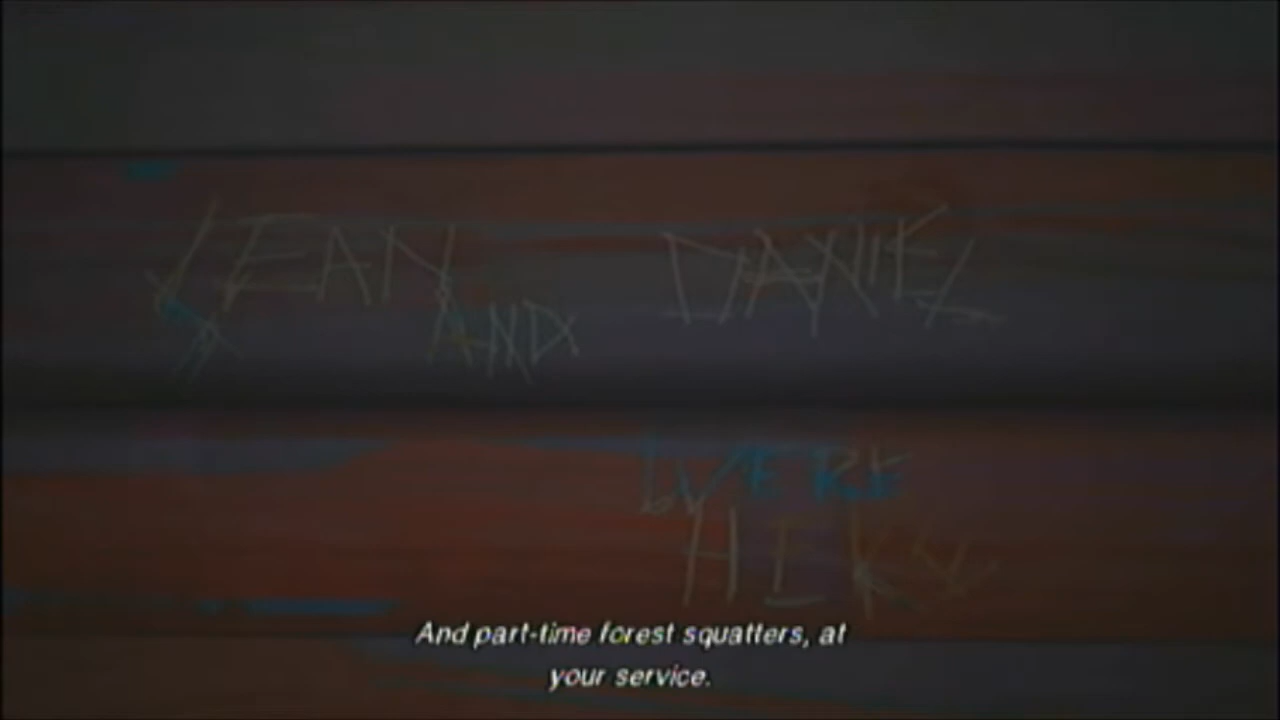 SEAN DANIEL
AND
WERE
HERE
And part-time forest squatters, at
your service.